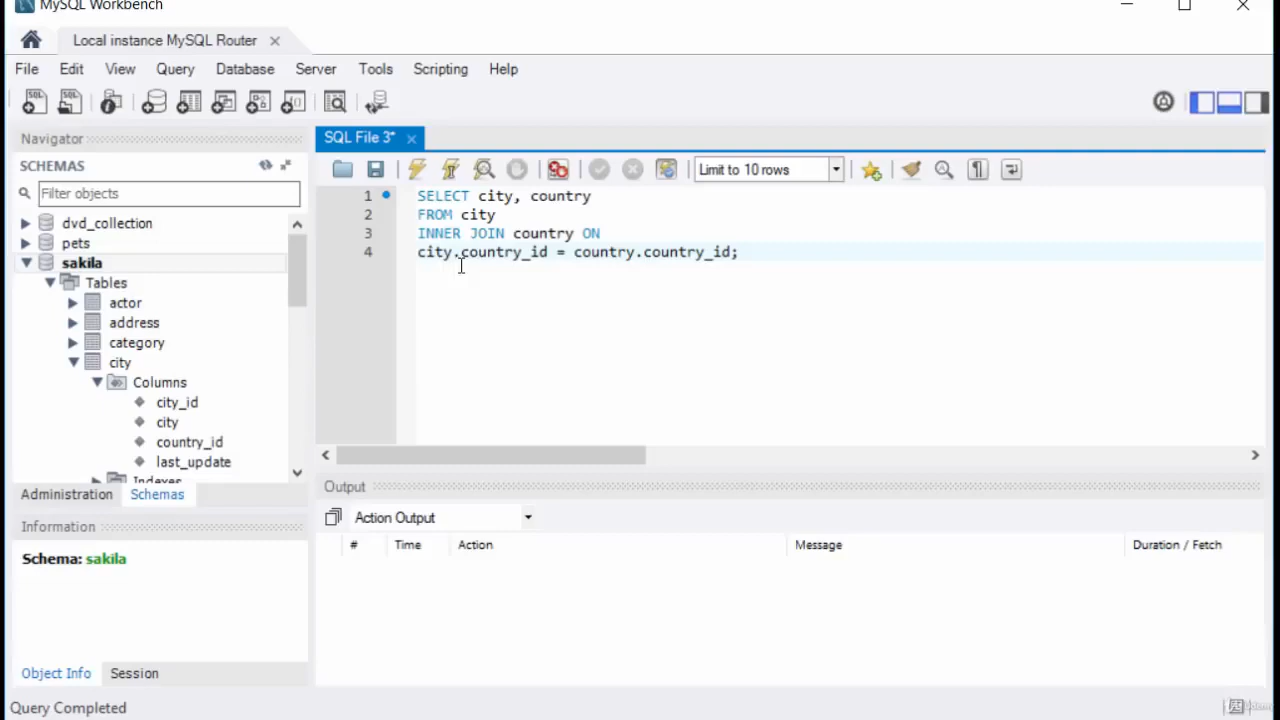 MySQL Workbench
Local instance MySQL Router
File Edit View Query Database Server Tools Scripting Help
Navigator
SCHEMAS
Filter objects
dvd_collection
pets
sakila
Tables
actor
address
category
city
Columns
city_id
city
country_id
last_update
Indexes
Administration Schemas
Information
Schema: sakila
Object Info Session
SQL File 3*
Limit to 10 rows
1 SELECT city, country
2 FROM city
3 INNER JOIN country ON
4 city.country_id = country.country_id;
Output
Action Output
# Time Action Message Duration / Fetch
Query Completed